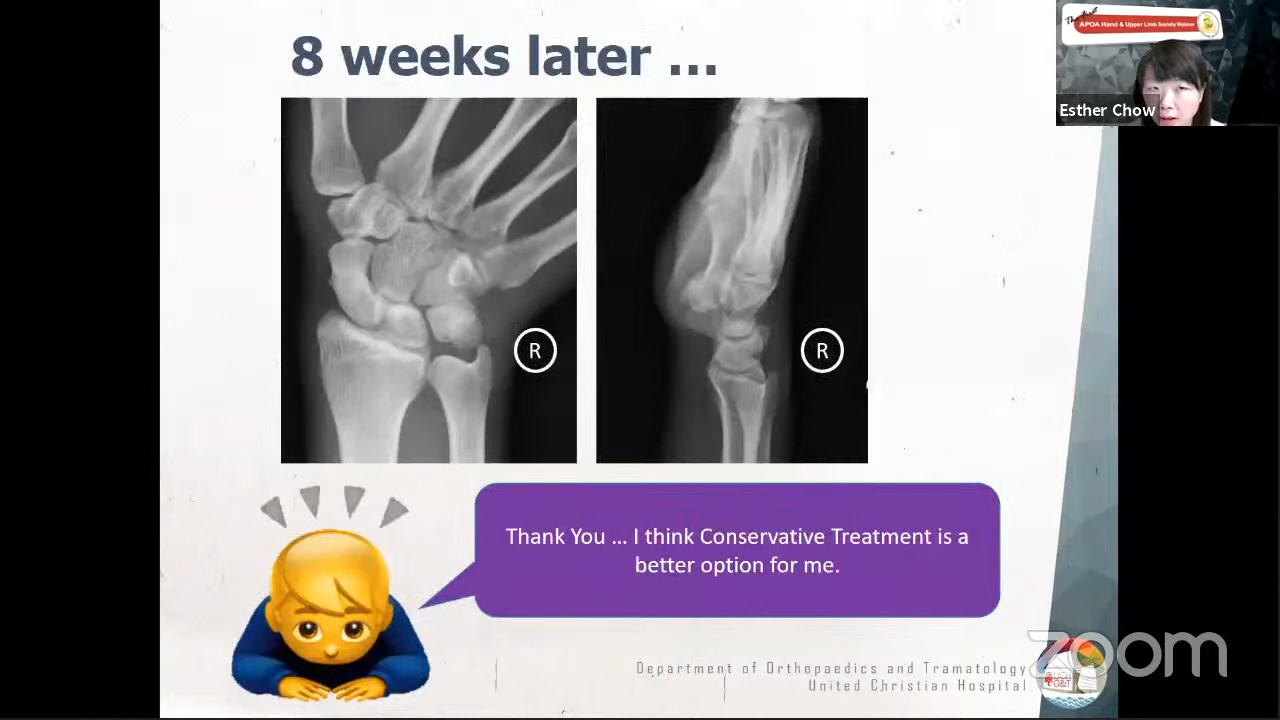 8 weeks later ...
APOA Hand & Upper Limb Society Webinar
Esther Chow
R
R
Thank You ... I think Conservative Treatment is a
better option for me.
Department of Orthopaedics and Tramatology
United Christian Hospital
zoom